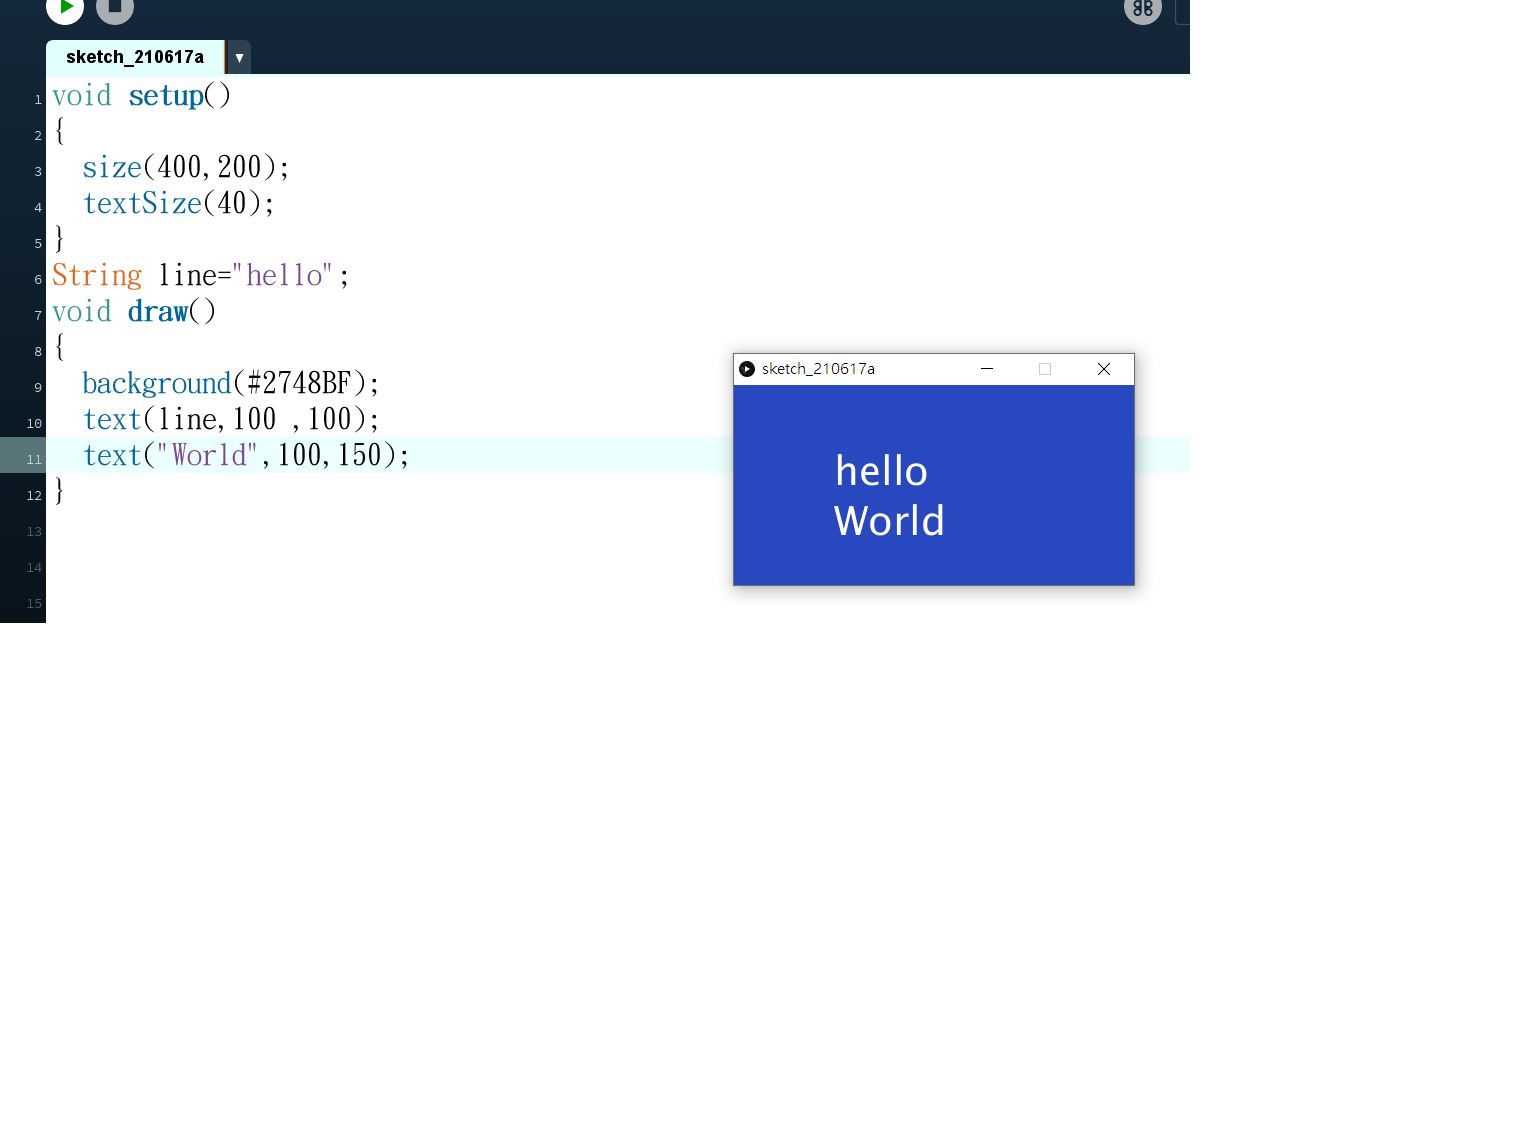 sketch_210617a
1 void setup()
2 {
3 size(400,200);
4 textSize(40);
5 }
6 String line="hello";
7 void draw()
8 {
9 background(#2748BF);
10 text(line,100 ,100);
11 text("World",100,150);
12 }
13
14
15
sketch_210617a
hello
World